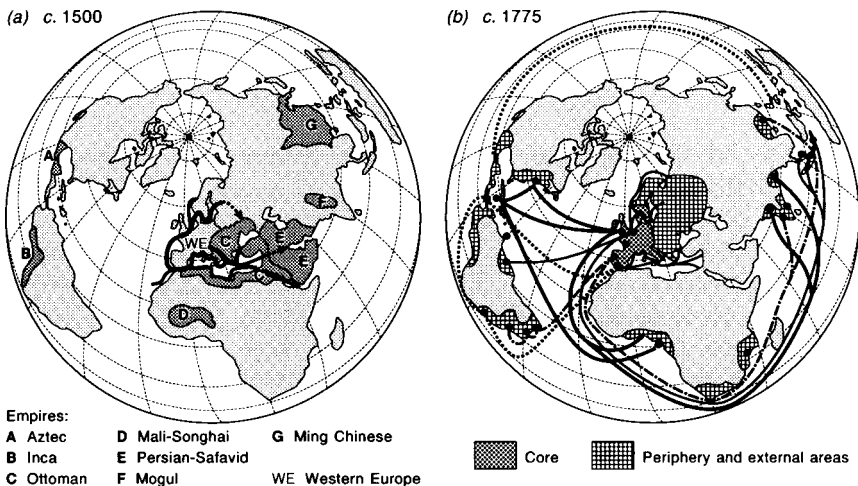 (a) c. 1500
(b) c. 1775
G
A
F
WE
C
E
E
B
D
Empires:
A Aztec D Mali-Songhai G Ming Chinese
B Inca E Persian-Safavid
C Ottoman F Mogul WE Western Europe
Core
Periphery and external areas